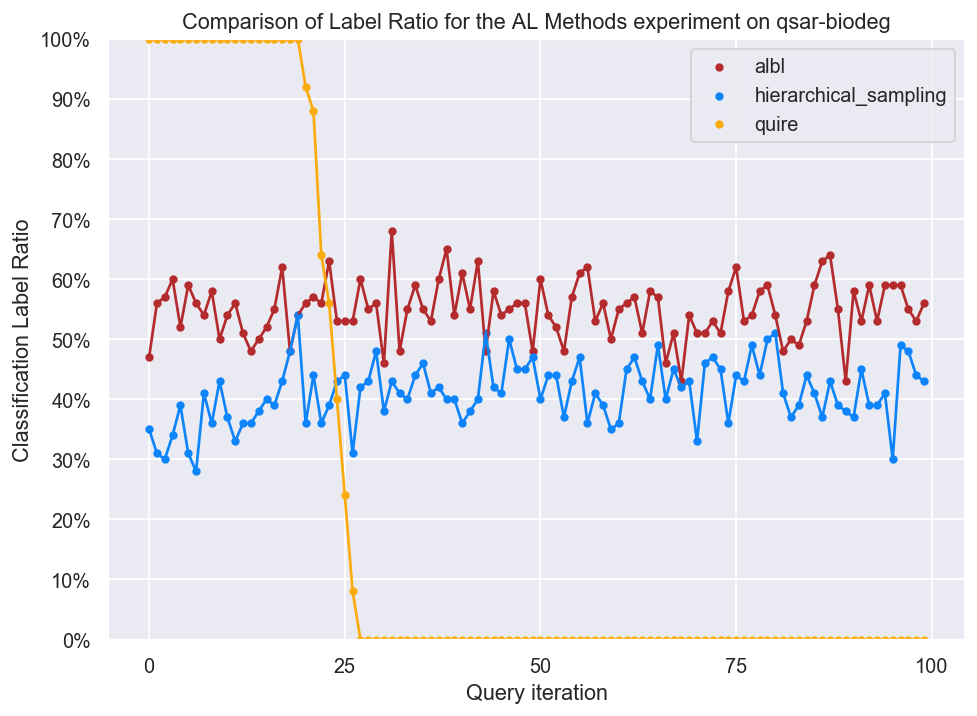 Comparison of Label Ratio for the AL Methods experiment on qsar-biodeg
100%
90%
80%
70%
60%
50%
40%
30%
20%
10%
0%
Classification Label Ratio
albl
hierarchical_sampling
quire
0 25 50 75 100
Query iteration